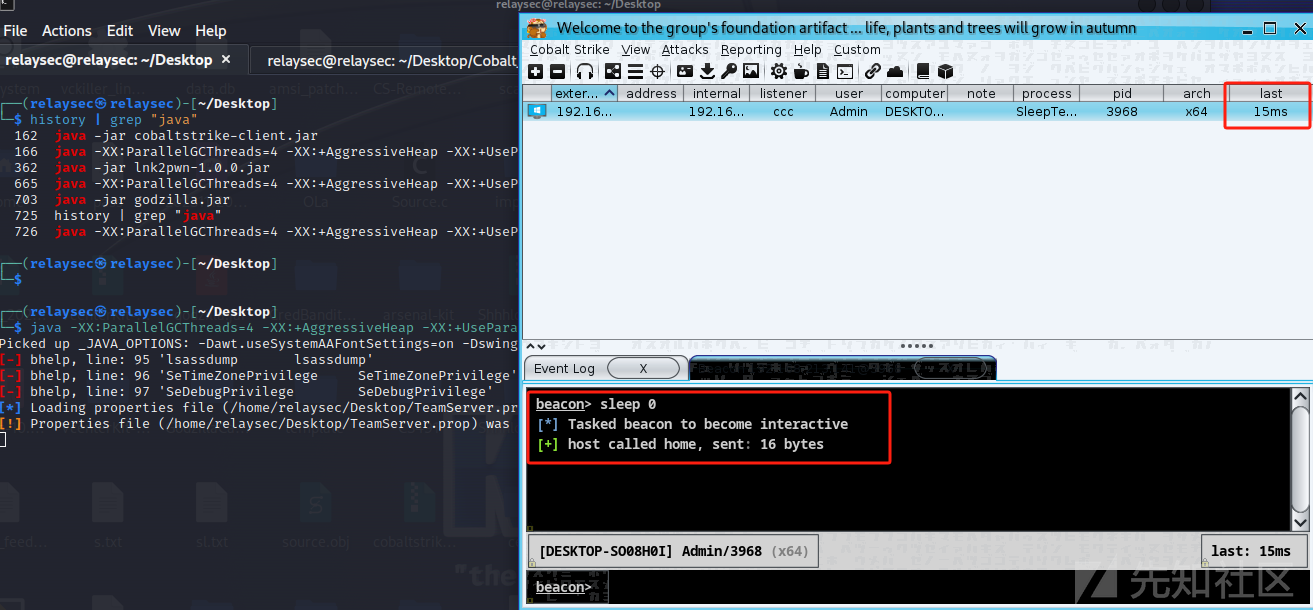 relaysec@relaysec: ~/Desktop
File Actions Edit View Help
relaysec@relaysec: ~/Desktop ×
relaysec@relaysec: ~/Desktop/Cobalt_
┌──(relaysec㉿relaysec)-[~/Desktop]
└─$ history | grep "java"
162 java -jar cobaltstrike-client.jar
166 java -XX:ParallelGCThreads=4 -XX:+AggressiveHeap -XX:+UseP
362 java -jar lnk2pwn-1.0.0.jar
665 java -XX:ParallelGCThreads=4 -XX:+AggressiveHeap -XX:+UseP
703 java -jar godzilla.jar
725 history | grep "java"
726 java -XX:ParallelGCThreads=4 -XX:+AggressiveHeap -XX:+UseP
┌──(relaysec㉿relaysec)-[~/Desktop]
└─$
┌──(relaysec㉿relaysec)-[~/Desktop]
└─$ java -XX:ParallelGCThreads=4 -XX:+AggressiveHeap -XX:+UsePara
Picked up _JAVA_OPTIONS: -Dawt.useSystemAAFontSettings=on -Dswing
[-] bhelp, line: 95 'lsassdump lsassdump'
[-] bhelp, line: 96 'SeTimeZonePrivilege SeTimeZonePrivilege'
[-] bhelp, line: 97 'SeDebugPrivilege SeDebugPrivilege'
[*] Loading properties file (/home/relaysec/Desktop/TeamServer.pr
[!] Properties file (/home/relaysec/Desktop/TeamServer.prop) was
s.txt
sl.txt
source.obj
cobaltstrik...
Welcome to the group's foundation artifact ... life, plants and trees will grow in autumn
Cobalt Strike View Attacks Reporting Help Custom
exter... address internal listener user computer note process pid arch last
192.16... 192.16... ccc Admin DESKTO... SleepTe... 3968 x64 15ms
Event Log X
beacon> sleep 0
[*] Tasked beacon to become interactive
[+] host called home, sent: 16 bytes
[DESKTOP-SO08H0I] Admin/3968 (x64)
last: 15ms
beacon>
先知社区